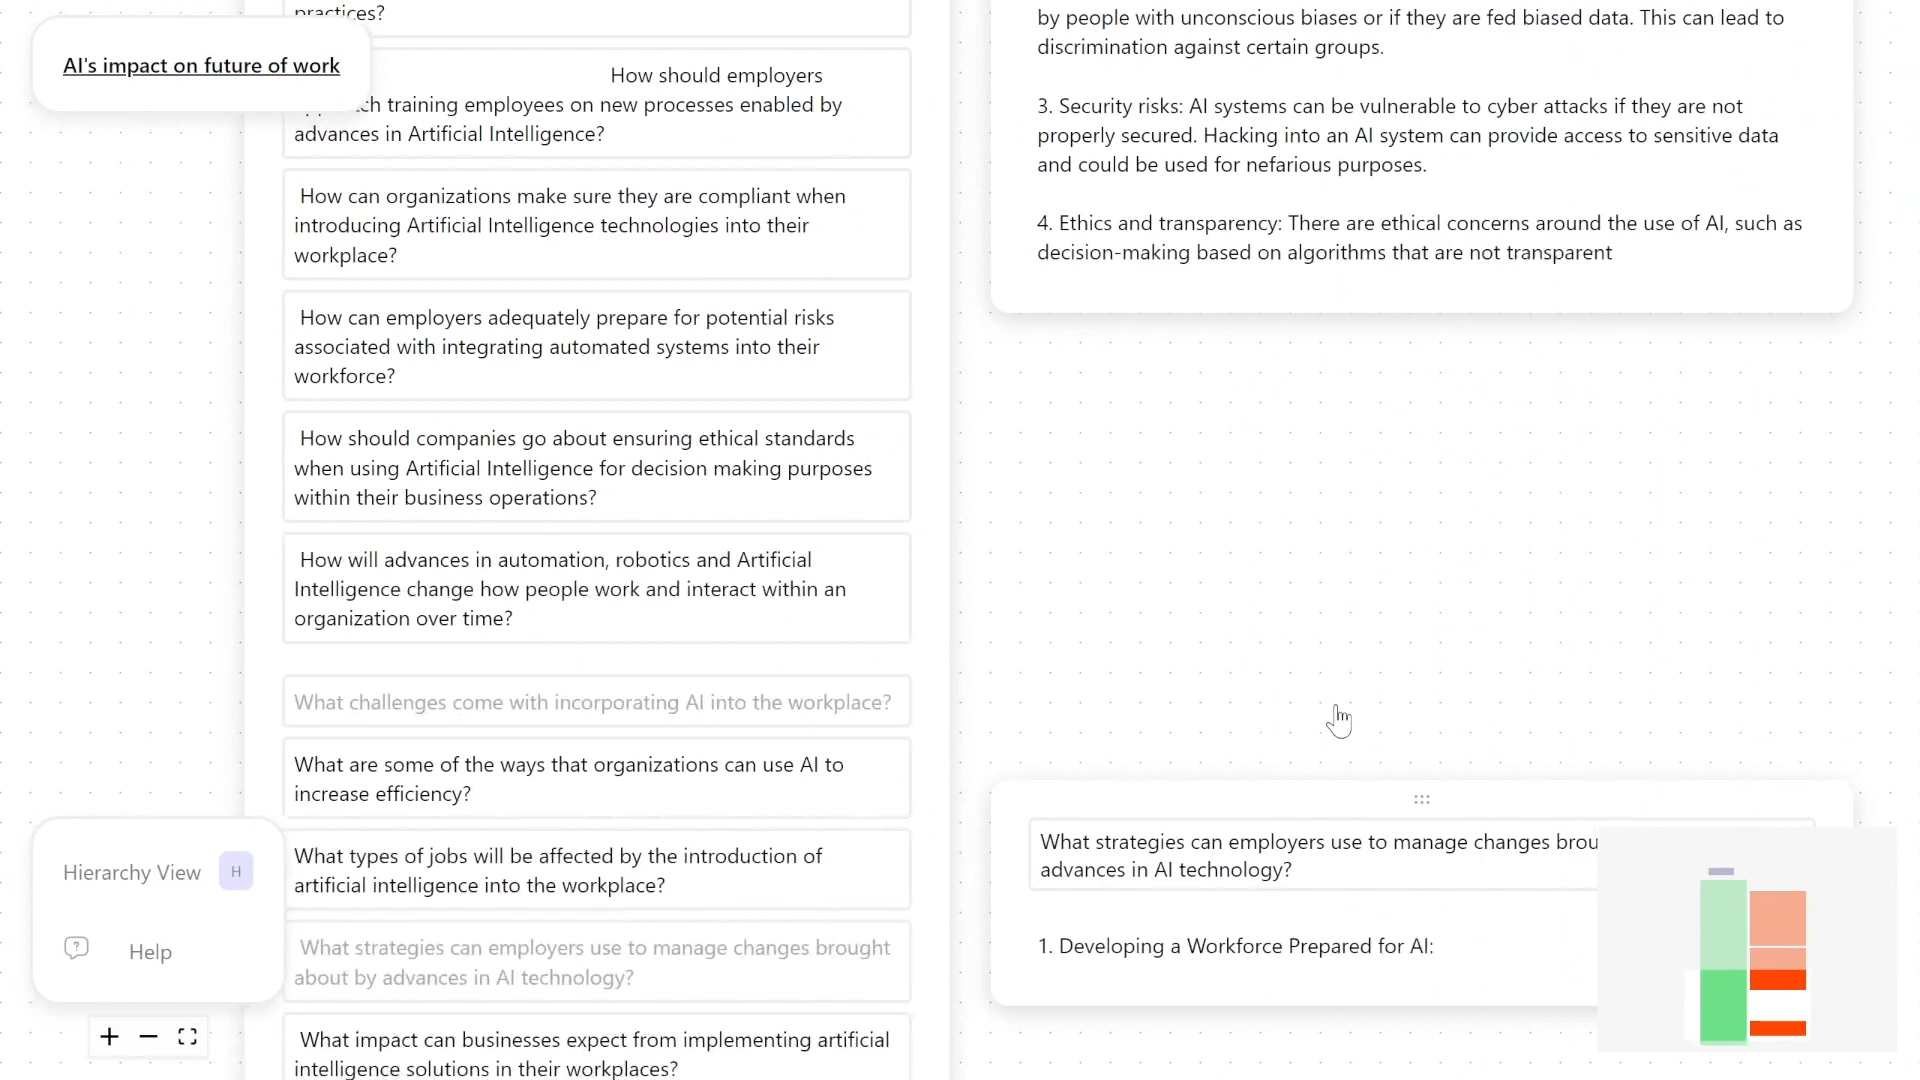 practices?
AI's impact on future of work
How should employers
ch training employees on new processes enabled by
advances in Artificial Intelligence?
How can organizations make sure they are compliant when
introducing Artificial Intelligence technologies into their
workplace?
How can employers adequately prepare for potential risks
associated with integrating automated systems into their
workforce?
How should companies go about ensuring ethical standards
when using Artificial Intelligence for decision making purposes
within their business operations?
How will advances in automation, robotics and Artificial
Intelligence change how people work and interact within an
organization over time?
What challenges come with incorporating AI into the workplace?
What are some of the ways that organizations can use AI to
increase efficiency?
What types of jobs will be affected by the introduction of
artificial intelligence into the workplace?
What strategies can employers use to manage changes brought
about by advances in AI technology?
What impact can businesses expect from implementing artificial
intelligence solutions in their workplaces?
Hierarchy View H
Help
by people with unconscious biases or if they are fed biased data. This can lead to
discrimination against certain groups.
3. Security risks: AI systems can be vulnerable to cyber attacks if they are not
properly secured. Hacking into an AI system can provide access to sensitive data
and could be used for nefarious purposes.
4. Ethics and transparency: There are ethical concerns around the use of AI, such as
decision-making based on algorithms that are not transparent
What strategies can employers use to manage changes brou
advances in AI technology?
1. Developing a Workforce Prepared for AI: